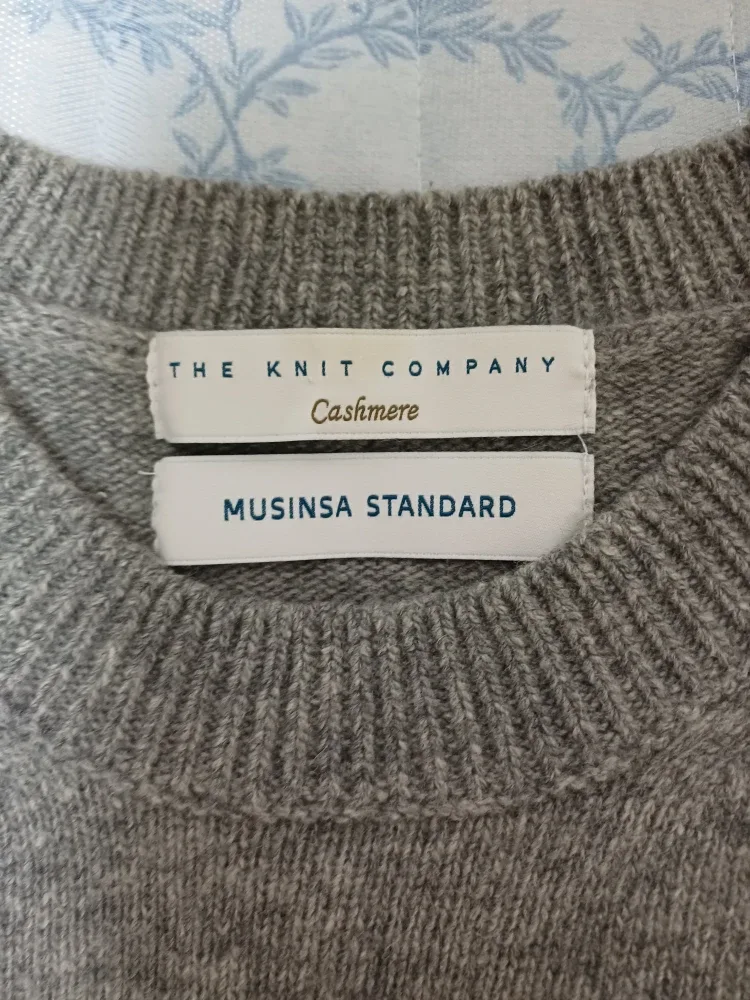 THE KNIT COMPANY
Cashmere
MUSINSA STANDARD